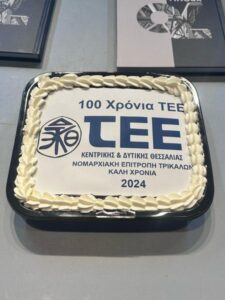 100 Χρόνια ΤΕΕ
ΤΕΕ
ΚΕΝΤΡΙΚΗΣ & ΔΥΤΙΚΗΣ ΘΕΣΣΑΛΙΑΣ
ΝΟΜΑΡΧΙΑΚΗ ΕΠΙΤΡΟΠΗ ΤΡΙΚΑΛΩΝ
ΚΑΛΗ ΧΡΟΝΙΑ
2024